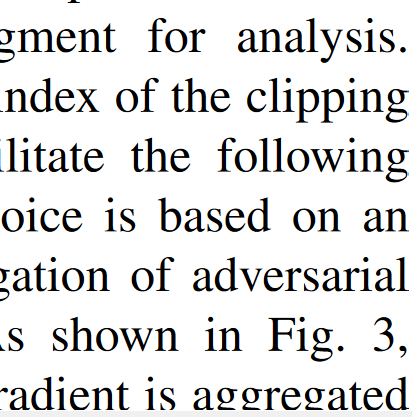 gment for analysis.
index of the clipping
ilitate the following
oice is based on an
gation of adversarial
As shown in Fig. 3,
radient is aggregated